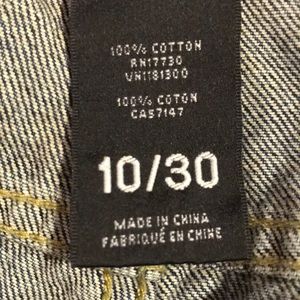 100% COTTON
RN17730
VN1181300
100% COTON
CA57147
10/30
MADE IN CHINA
FABRIQUÉ EN CHINE